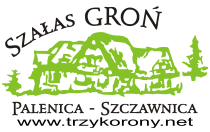 Szałas GROŃ
PALENICA - SZCZAWNICA
www.trzykorony.net